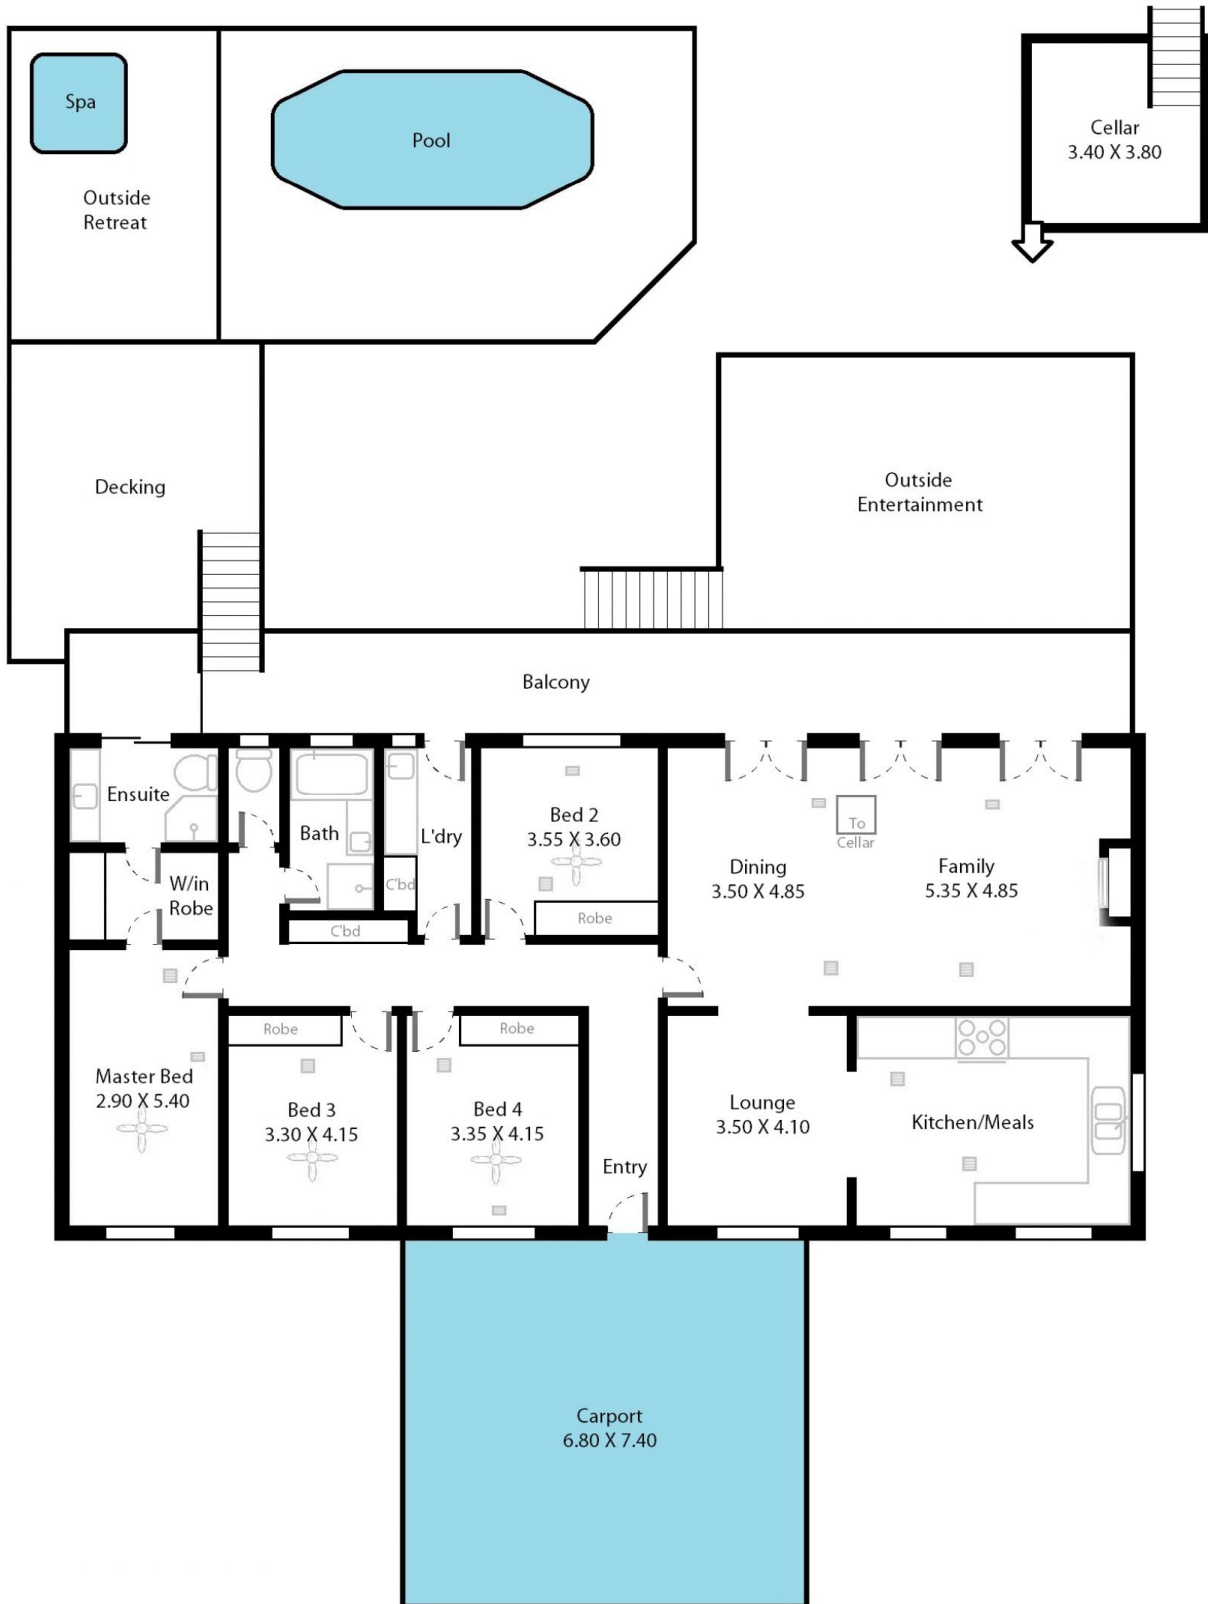 Spa
Pool
Outside
Retreat
Cellar
3.40 X 3.80
Decking
Outside
Entertainment
Balcony
Ensuite
Bath
L'dry
Bed 2
3.55 X 3.60
To
Cellar
Dining
3.50 X 4.85
Family
5.35 X 4.85
W/in
Robe
C'bd
C'bd
Robe
Robe
Robe
Master Bed
2.90 X 5.40
Bed 3
3.30 X 4.15
Bed 4
3.35 X 4.15
Entry
Lounge
3.50 X 4.10
Kitchen/Meals
Carport
6.80 X 7.40